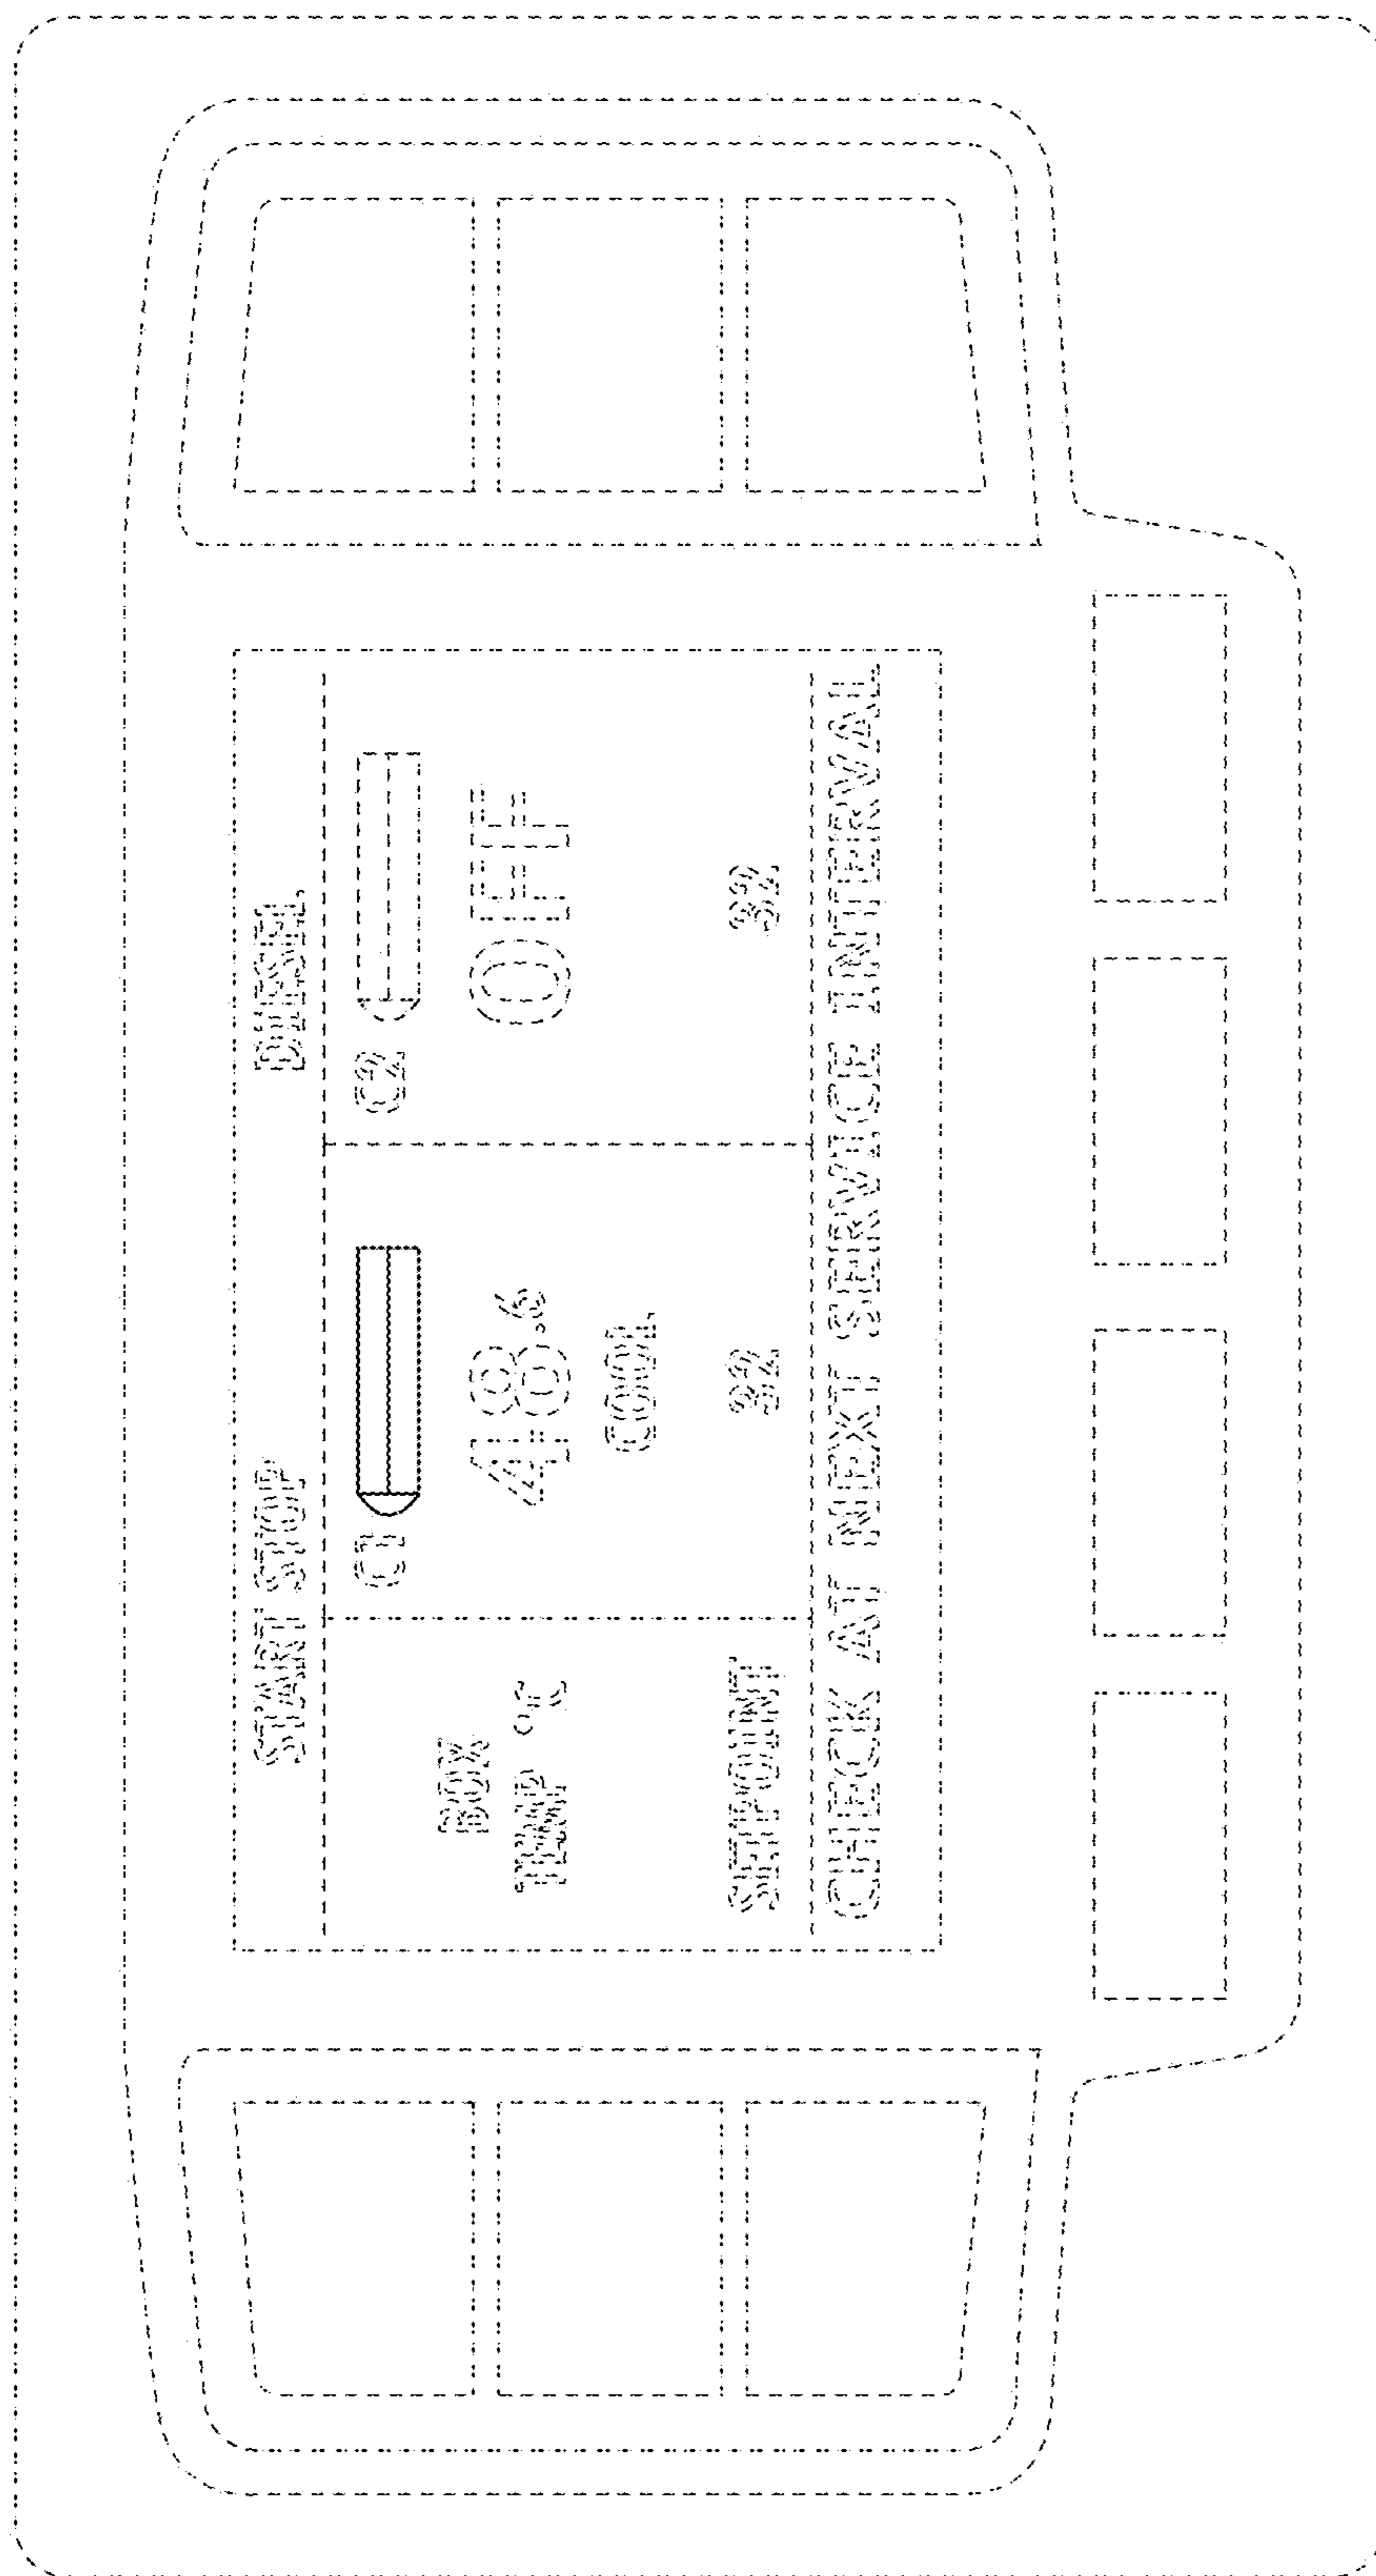 START STOP DIESEL
C1 C2
BOX
TEMP °C 48.6 OFF
COOL
SETPOINT 32 32
CHECK AT NEXT SERVICE INTERVAL